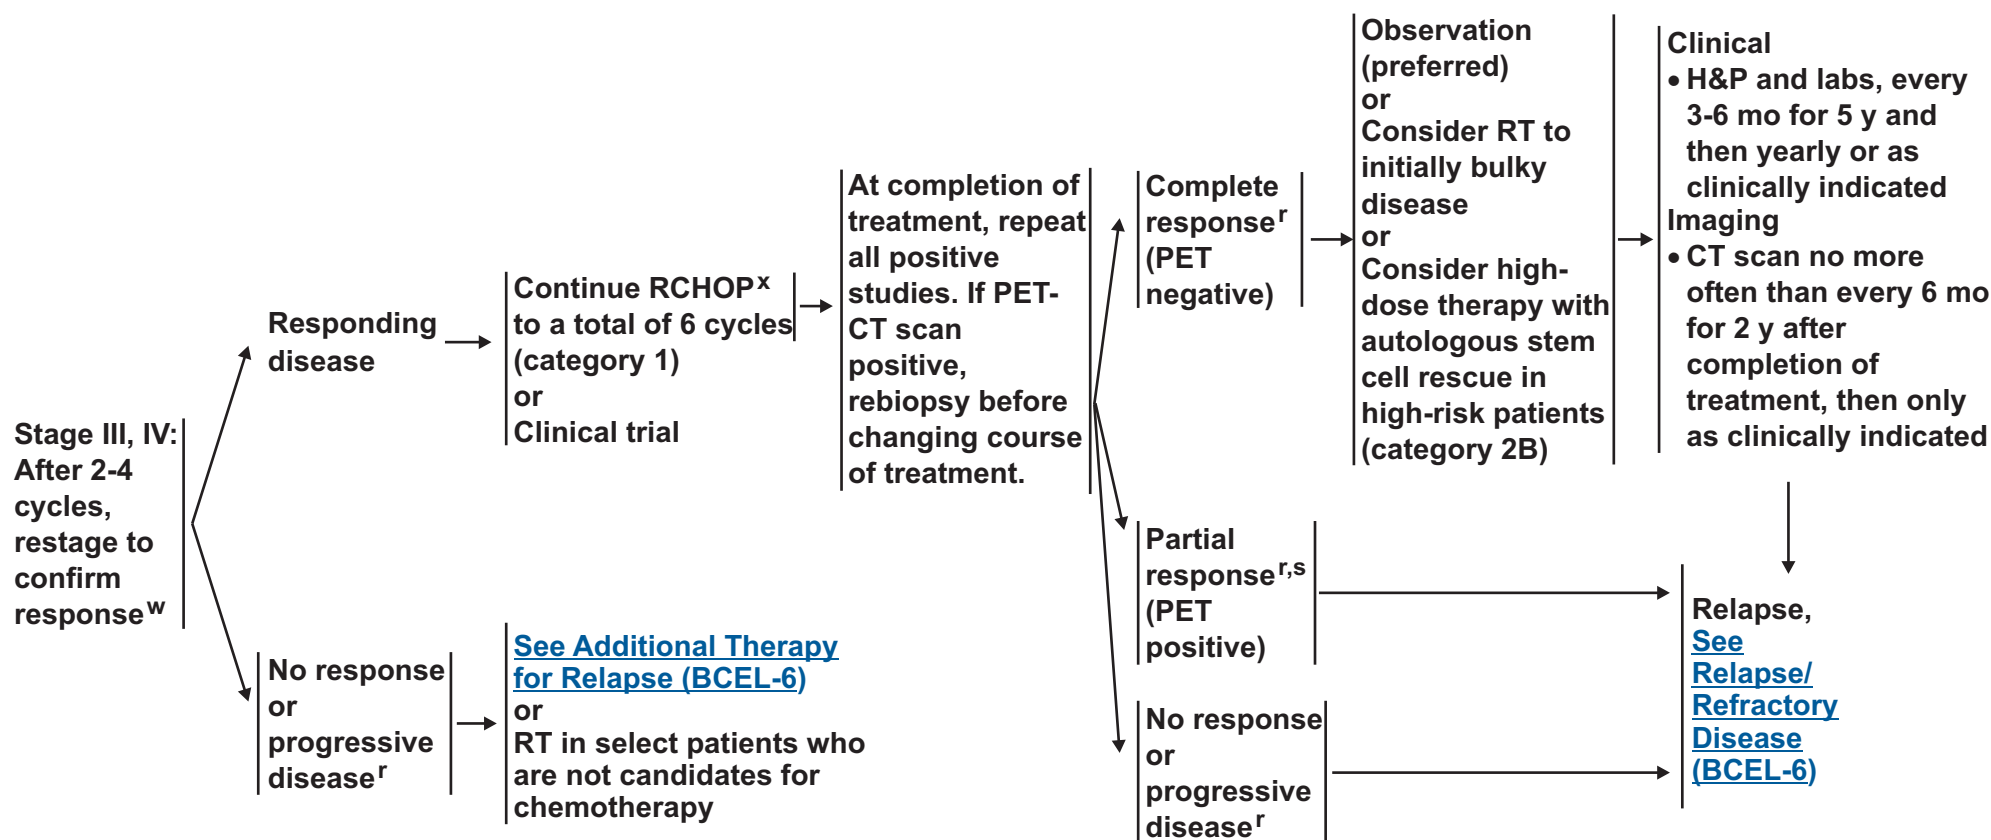 Stage III, IV:
After 2-4
cycles,
restage to
confirm
response w
Responding
disease
No response
or
progressive
disease r
Continue RCHOP x
to a total of 6 cycles
(category 1)
or
Clinical trial
See Additional Therapy
for Relapse (BCEL-6)
or
RT in select patients who
are not candidates for
chemotherapy
At completion of
treatment, repeat
all positive
studies. If PET-
CT scan
positive,
rebiopsy before
changing course
of treatment.
Complete
response r
(PET
negative)
Partial
response r,s
(PET
positive)
No response
or
progressive
disease r
Observation
(preferred)
or
Consider RT to
initially bulky
disease
or
Consider high-
dose therapy with
autologous stem
cell rescue in
high-risk patients
(category 2B)
Clinical
• H&P and labs, every
3-6 mo for 5 y and
then yearly or as
clinically indicated
Imaging
• CT scan no more
often than every 6 mo
for 2 y after
completion of
treatment, then only
as clinically indicated
Relapse,
See
Relapse/
Refractory
Disease
(BCEL-6)